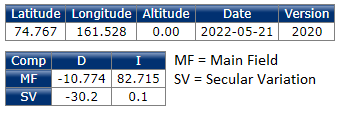 Latitude Longitude Altitude Date Version
74.767 161.528 0.00 2022-05-21 2020
Comp D I
MF -10.774 82.715
SV -30.2 0.1
MF = Main Field
SV = Secular Variation